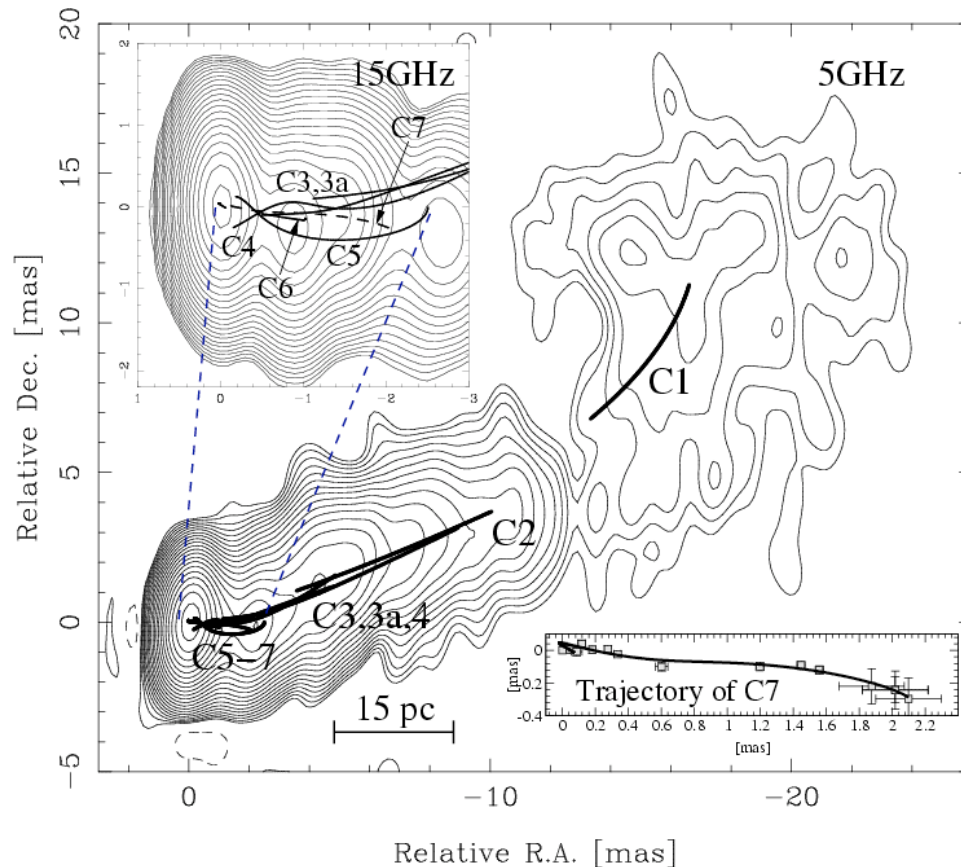 20
15
10
5
0
-5
Relative Dec. [mas]
0
-10
-20
Relative R.A. [mas]
15GHz
2
1
0
-1
-2
1
0
-1
-2
-3
C7
C3,3a
C4
C5
C6
5GHz
C1
C2
C3,3a,4
C5-7
15 pc
Trajectory of C7
[mas]
0
-0.4
0
0.2
0.4
0.6
0.8
1
1.2
1.4
1.6
1.8
2
2.2
[mas]